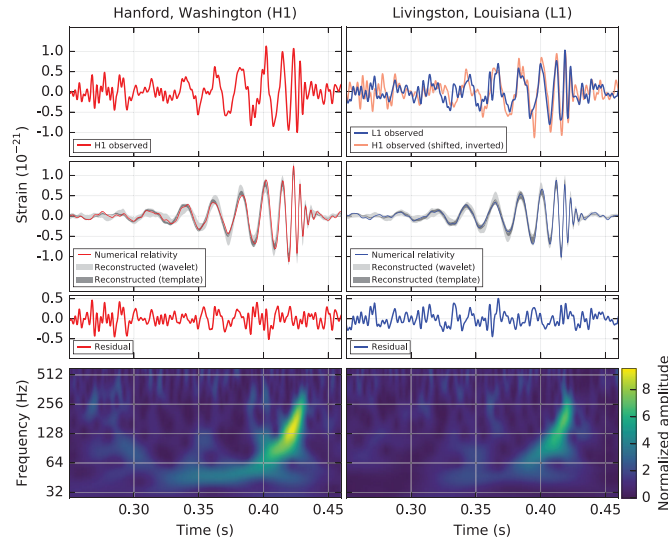 Hanford, Washington (H1)
Livingston, Louisiana (L1)
Strain (10⁻²¹)
1.0
0.5
0.0
-0.5
-1.0
H1 observed
L1 observed
H1 observed (shifted, inverted)
1.0
0.5
0.0
-0.5
-1.0
Numerical relativity
Reconstructed (wavelet)
Reconstructed (template)
Numerical relativity
Reconstructed (wavelet)
Reconstructed (template)
0.5
0.0
-0.5
Residual
Residual
Frequency (Hz)
512
256
128
64
32
Normalized amplitude
8
6
4
2
0
0.30 0.35 0.40 0.45
0.30 0.35 0.40 0.45
Time (s)
Time (s)